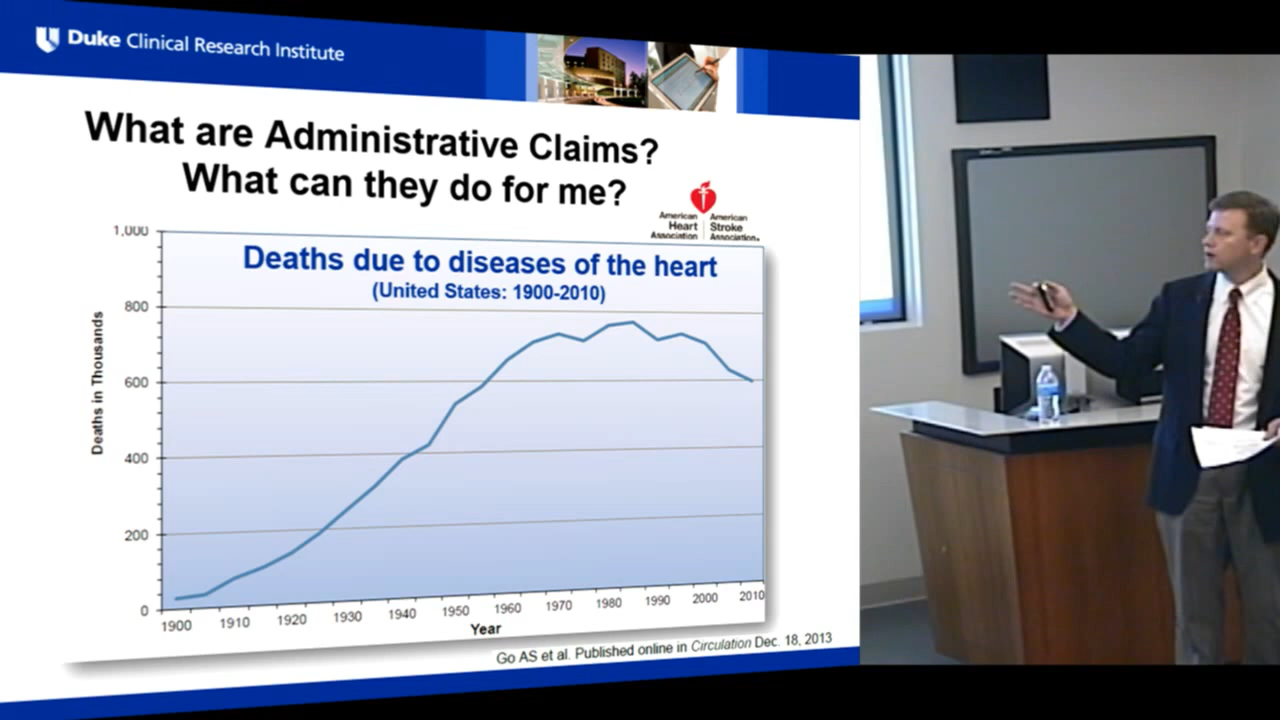 Duke Clinical Research Institute
What are Administrative Claims?
What can they do for me?
American Heart Association
American Stroke Association®
Deaths due to diseases of the heart
(United States: 1900-2010)
Deaths in Thousands
1,000
800
600
400
200
0
1900 1910 1920 1930 1940 1950 1960 1970 1980 1990 2000 2010
Year
Go AS et al. Published online in Circulation Dec. 18, 2013